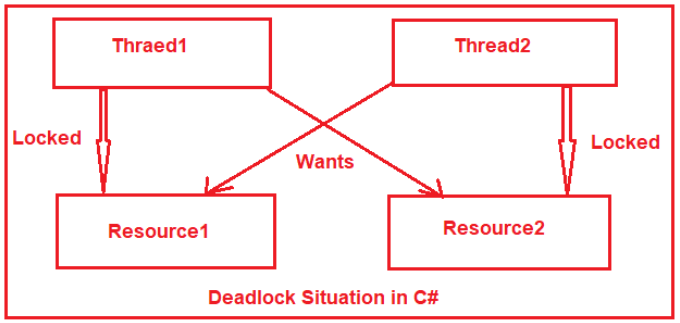 Thraed1
Thread2
Locked
Locked
Wants
Resource1
Resource2
Deadlock Situation in C#